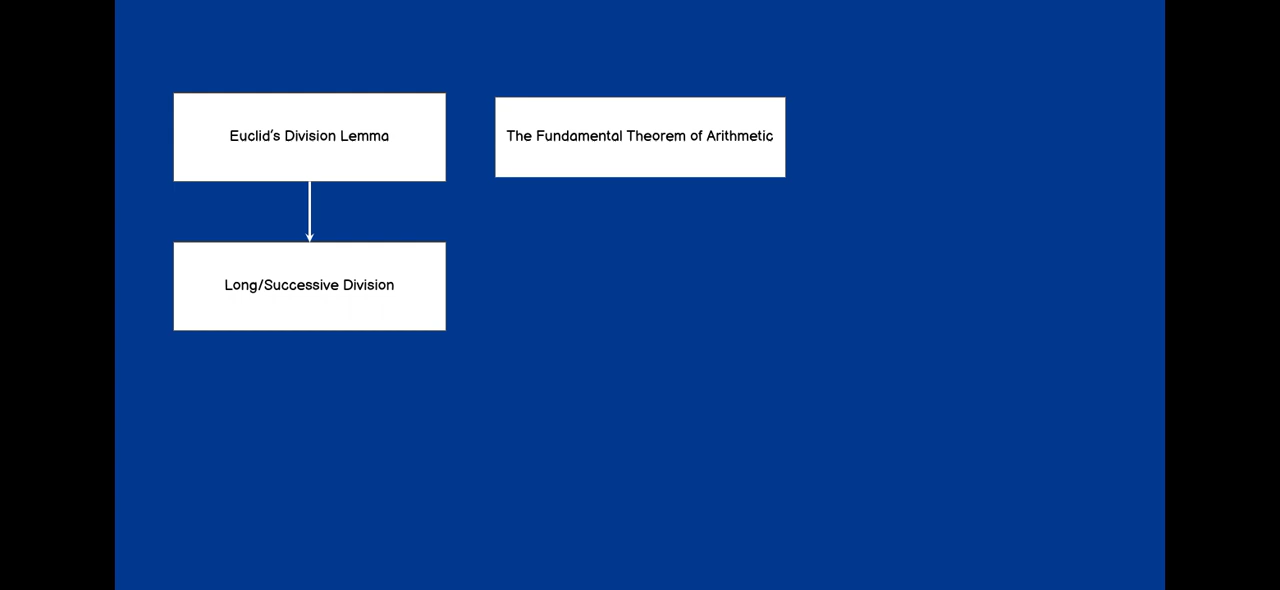 Euclid's Division Lemma
The Fundamental Theorem of Arithmetic
Long/Successive Division